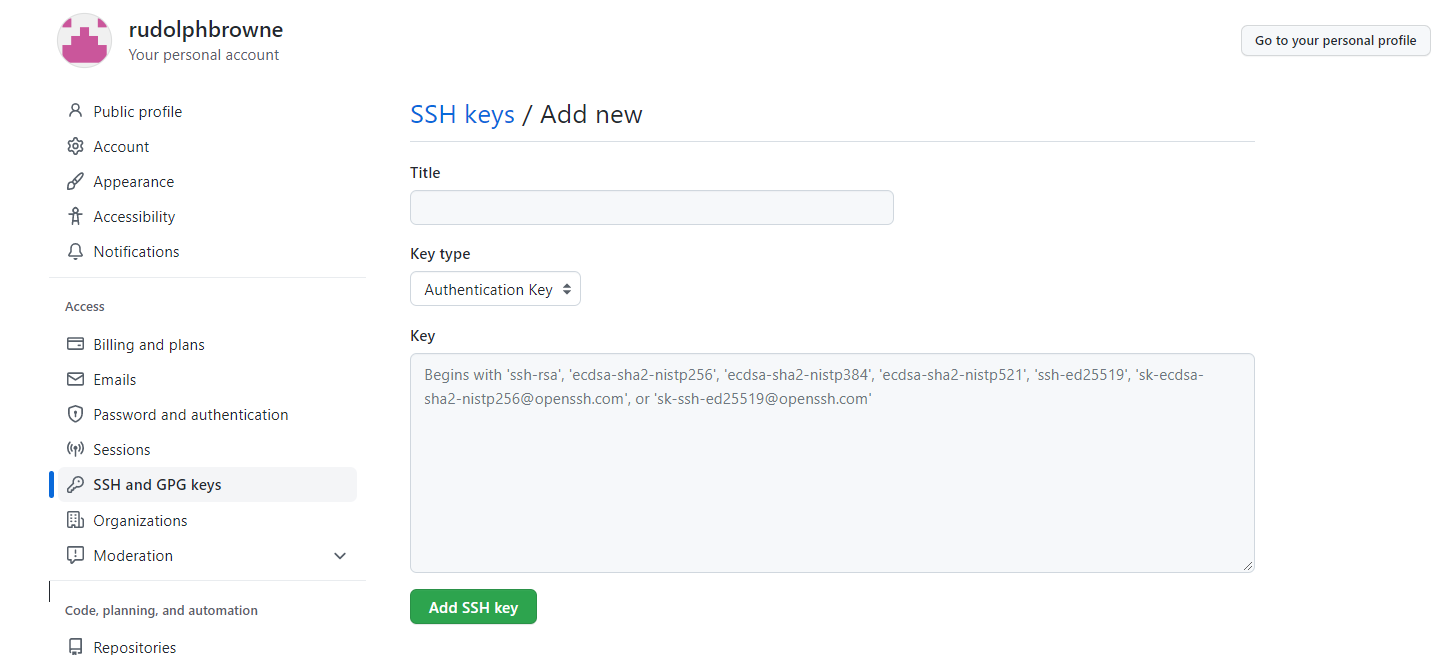 rudolphbrowne
Your personal account
Go to your personal profile
Public profile
Account
Appearance
Accessibility
Notifications
Access
Billing and plans
Emails
Password and authentication
Sessions
SSH and GPG keys
Organizations
Moderation
Code, planning, and automation
Repositories
SSH keys / Add new
Title
Key type
Authentication Key
Key
Begins with 'ssh-rsa', 'ecdsa-sha2-nistp256', 'ecdsa-sha2-nistp384', 'ecdsa-sha2-nistp521', 'ssh-ed25519', 'sk-ecdsa-
sha2-nistp256@openssh.com', or 'sk-ssh-ed25519@openssh.com'
Add SSH key